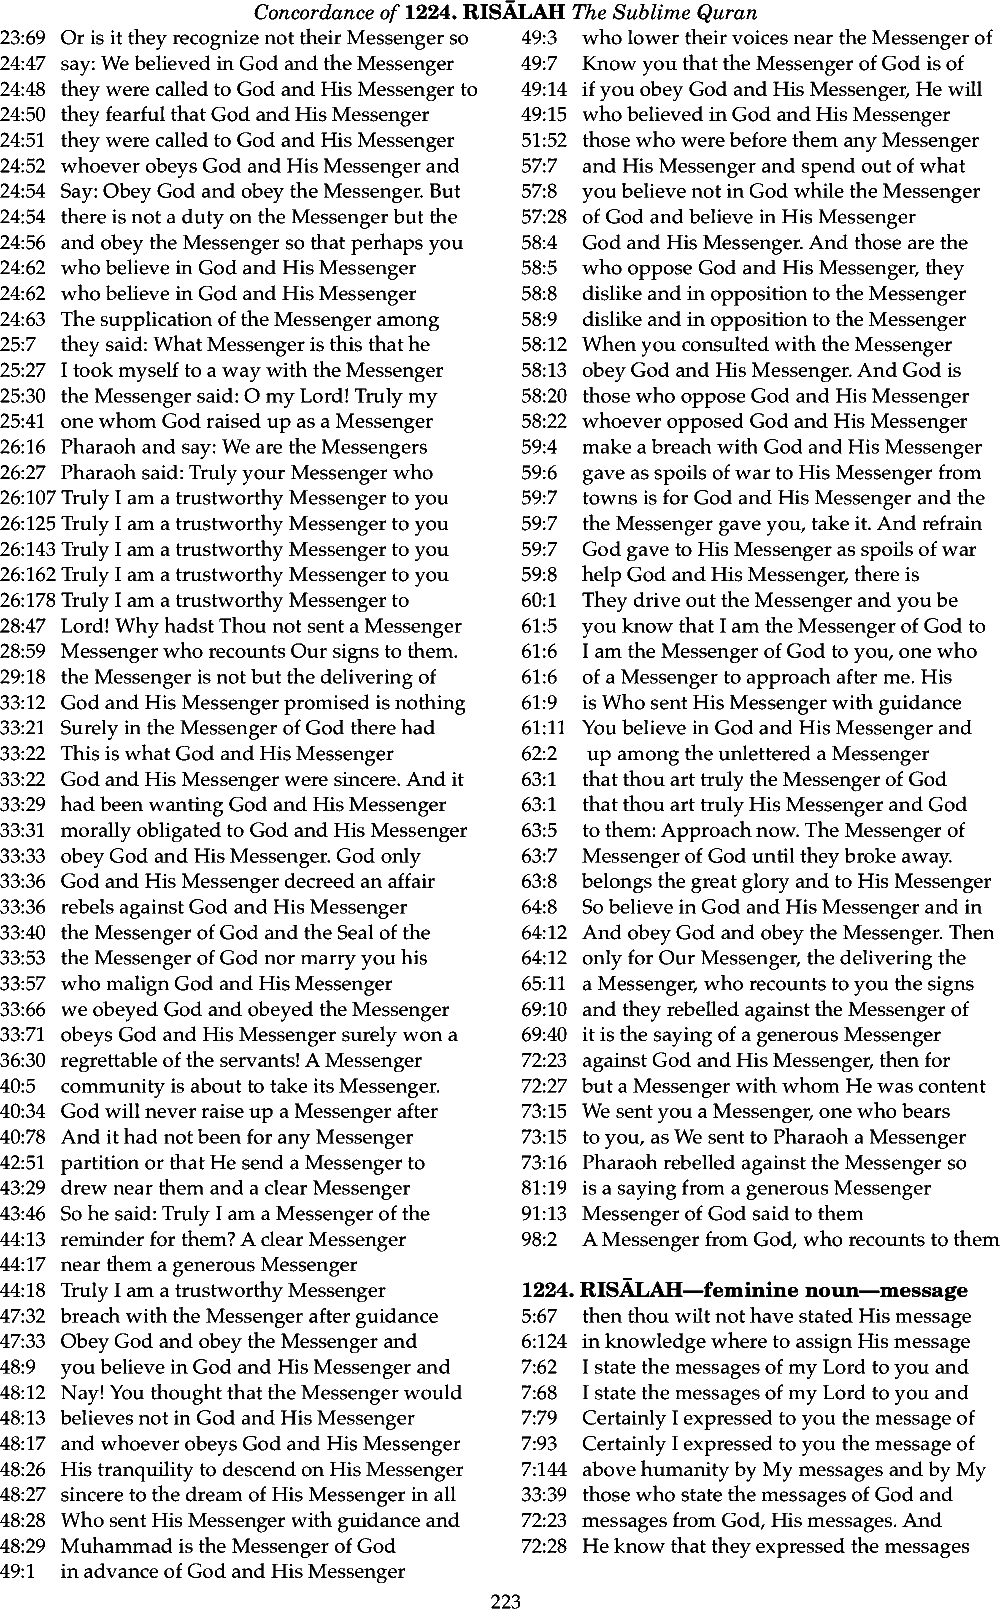 Concordance of 1224. RISĀLAH The Sublime Quran
23:69 Or is it they recognize not their Messenger so
24:47 say: We believed in God and the Messenger
24:48 they were called to God and His Messenger to
24:50 they fearful that God and His Messenger
24:51 they were called to God and His Messenger
24:52 whoever obeys God and His Messenger and
24:54 Say: Obey God and obey the Messenger. But
24:54 there is not a duty on the Messenger but the
24:56 and obey the Messenger so that perhaps you
24:62 who believe in God and His Messenger
24:62 who believe in God and His Messenger
24:63 The supplication of the Messenger among
25:7 they said: What Messenger is this that he
25:27 I took myself to a way with the Messenger
25:30 the Messenger said: O my Lord! Truly my
25:41 one whom God raised up as a Messenger
26:16 Pharaoh and say: We are the Messengers
26:27 Pharaoh said: Truly your Messenger who
26:107 Truly I am a trustworthy Messenger to you
26:125 Truly I am a trustworthy Messenger to you
26:143 Truly I am a trustworthy Messenger to you
26:162 Truly I am a trustworthy Messenger to you
26:178 Truly I am a trustworthy Messenger to
28:47 Lord! Why hadst Thou not sent a Messenger
28:59 Messenger who recounts Our signs to them.
29:18 the Messenger is not but the delivering of
33:12 God and His Messenger promised is nothing
33:21 Surely in the Messenger of God there had
33:22 This is what God and His Messenger
33:22 God and His Messenger were sincere. And it
33:29 had been wanting God and His Messenger
33:31 morally obligated to God and His Messenger
33:33 obey God and His Messenger. God only
33:36 God and His Messenger decreed an affair
33:36 rebels against God and His Messenger
33:40 the Messenger of God and the Seal of the
33:53 the Messenger of God nor marry you his
33:57 who malign God and His Messenger
33:66 we obeyed God and obeyed the Messenger
33:71 obeys God and His Messenger surely won a
36:30 regrettable of the servants! A Messenger
40:5 community is about to take its Messenger.
40:34 God will never raise up a Messenger after
40:78 And it had not been for any Messenger
42:51 partition or that He send a Messenger to
43:29 drew near them and a clear Messenger
43:46 So he said: Truly I am a Messenger of the
44:13 reminder for them? A clear Messenger
44:17 near them a generous Messenger
44:18 Truly I am a trustworthy Messenger
47:32 breach with the Messenger after guidance
47:33 Obey God and obey the Messenger and
48:9 you believe in God and His Messenger and
48:12 Nay! You thought that the Messenger would
48:13 believes not in God and His Messenger
48:17 and whoever obeys God and His Messenger
48:26 His tranquility to descend on His Messenger
48:27 sincere to the dream of His Messenger in all
48:28 Who sent His Messenger with guidance and
48:29 Muhammad is the Messenger of God
49:1 in advance of God and His Messenger
49:3 who lower their voices near the Messenger of
49:7 Know you that the Messenger of God is of
49:14 if you obey God and His Messenger, He will
49:15 who believed in God and His Messenger
51:52 those who were before them any Messenger
57:7 and His Messenger and spend out of what
57:8 you believe not in God while the Messenger
57:28 of God and believe in His Messenger
58:4 God and His Messenger. And those are the
58:5 who oppose God and His Messenger, they
58:8 dislike and in opposition to the Messenger
58:9 dislike and in opposition to the Messenger
58:12 When you consulted with the Messenger
58:13 obey God and His Messenger. And God is
58:20 those who oppose God and His Messenger
58:22 whoever opposed God and His Messenger
59:4 make a breach with God and His Messenger
59:6 gave as spoils of war to His Messenger from
59:7 towns is for God and His Messenger and the
59:7 the Messenger gave you, take it. And refrain
59:7 God gave to His Messenger as spoils of war
59:8 help God and His Messenger, there is
60:1 They drive out the Messenger and you be
61:5 you know that I am the Messenger of God to
61:6 I am the Messenger of God to you, one who
61:6 of a Messenger to approach after me. His
61:9 is Who sent His Messenger with guidance
61:11 You believe in God and His Messenger and
62:2 up among the unlettered a Messenger
63:1 that thou art truly the Messenger of God
63:1 that thou art truly His Messenger and God
63:5 to them: Approach now. The Messenger of
63:7 Messenger of God until they broke away.
63:8 belongs the great glory and to His Messenger
64:8 So believe in God and His Messenger and in
64:12 And obey God and obey the Messenger. Then
64:12 only for Our Messenger, the delivering the
65:11 a Messenger, who recounts to you the signs
69:10 and they rebelled against the Messenger of
69:40 it is the saying of a generous Messenger
72:23 against God and His Messenger, then for
72:27 but a Messenger with whom He was content
73:15 We sent you a Messenger, one who bears
73:15 to you, as We sent to Pharaoh a Messenger
73:16 Pharaoh rebelled against the Messenger so
81:19 is a saying from a generous Messenger
91:13 Messenger of God said to them
98:2 A Messenger from God, who recounts to them
1224. RISĀLAH—feminine noun—message
5:67 then thou wilt not have stated His message
6:124 in knowledge where to assign His message
7:62 I state the messages of my Lord to you and
7:68 I state the messages of my Lord to you and
7:79 Certainly I expressed to you the message of
7:93 Certainly I expressed to you the message of
7:144 above humanity by My messages and by My
33:39 those who state the messages of God and
72:23 messages from God, His messages. And
72:28 He know that they expressed the messages
223